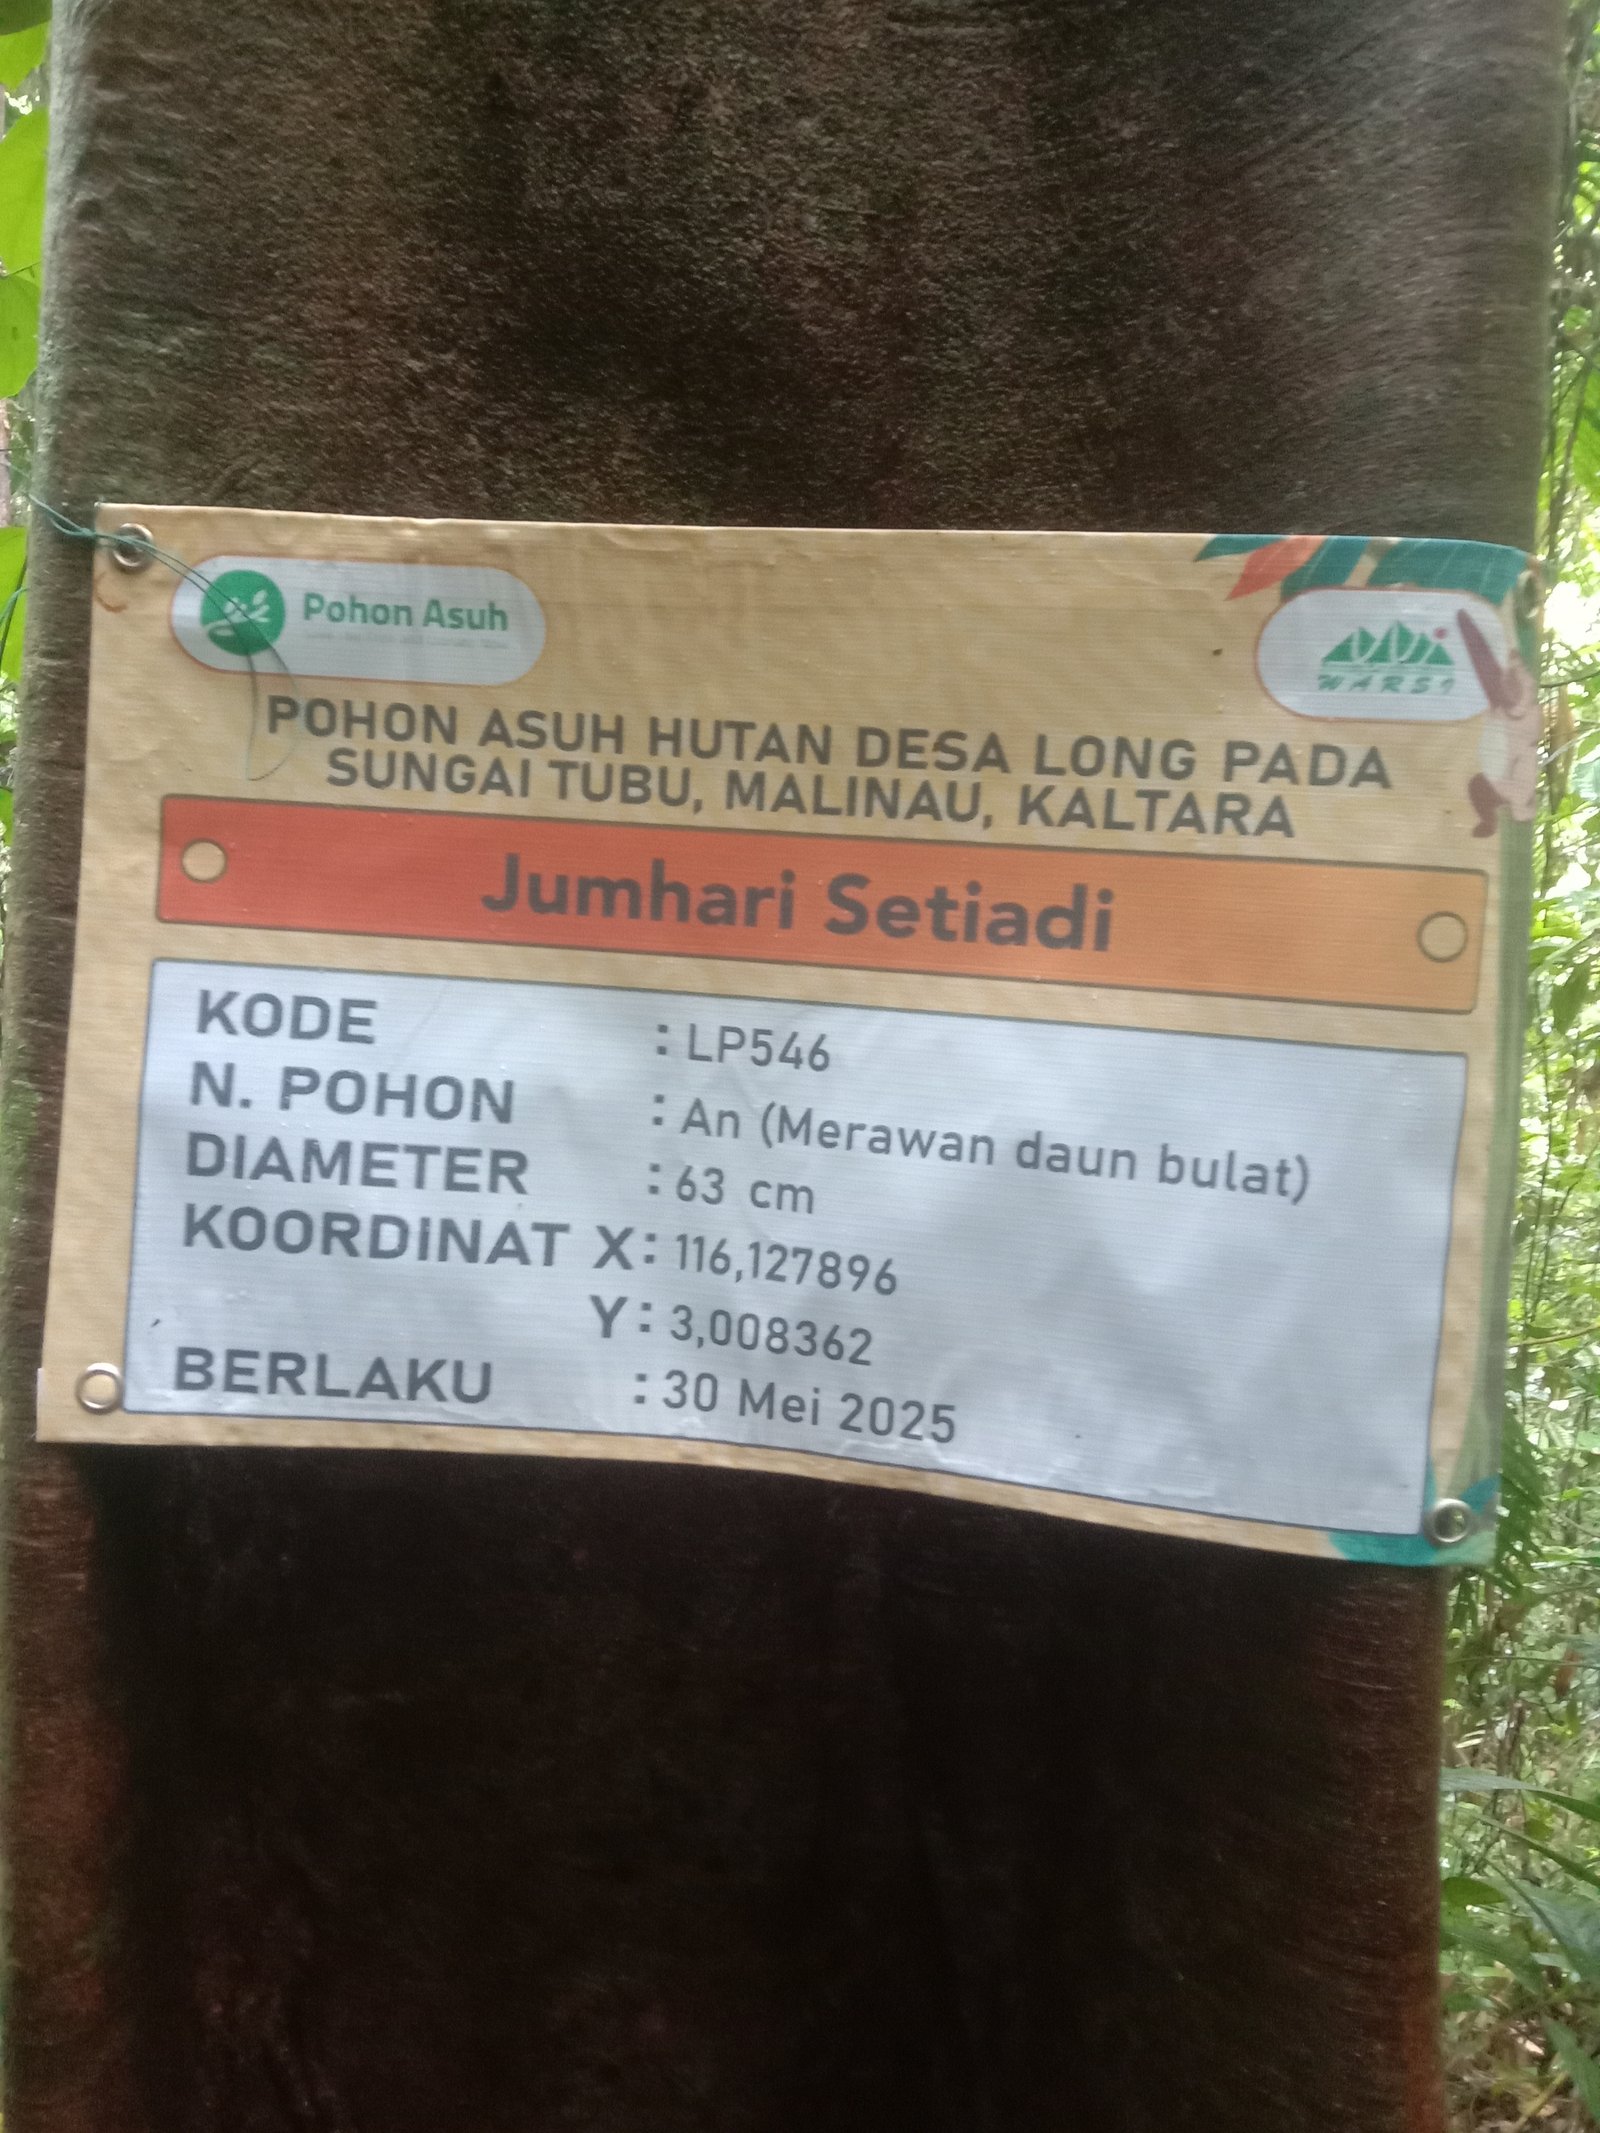 Pohon Asuh
WARSI
POHON ASUH HUTAN DESA LONG PADA
SUNGAI TUBU, MALINAU, KALTARA
Jumhari Setiadi
KODE : LP546
N. POHON : An (Merawan daun bulat)
DIAMETER : 63 cm
KOORDINAT X : 116,127896
Y : 3,008362
BERLAKU : 30 Mei 2025